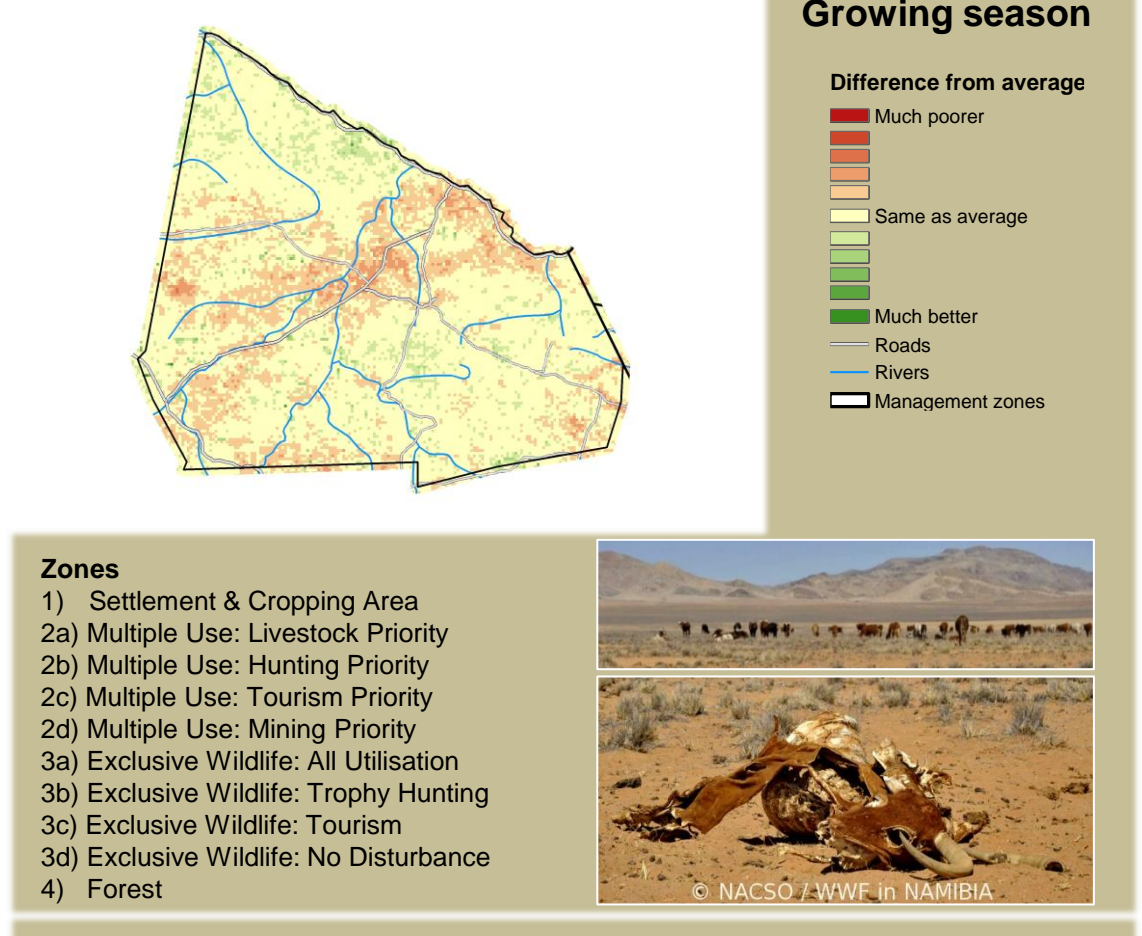 Growing season
Difference from average
Much poorer
Same as average
Much better
Roads
Rivers
Management zones
Zones
1) Settlement & Cropping Area
2a) Multiple Use: Livestock Priority
2b) Multiple Use: Hunting Priority
2c) Multiple Use: Tourism Priority
2d) Multiple Use: Mining Priority
3a) Exclusive Wildlife: All Utilisation
3b) Exclusive Wildlife: Trophy Hunting
3c) Exclusive Wildlife: Tourism
3d) Exclusive Wildlife: No Disturbance
4) Forest
© NACSO / WWF in NAMIBIA